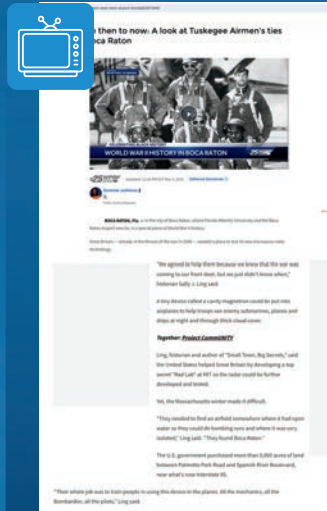 then to now: A look at Tuskegee Airmen's ties
Boca Raton
WORLD WAR II HISTORY IN BOCA RATON
BOCA RATON, Fla.
"We agreed to help them because we knew that the war was
coming to our front door, but we just didn't know when,"
historian Sally J. Ling said.
A tiny device called a cavity magnetron could be put into
airplanes to help troops see enemy submarines, planes and
ships at night and through thick cloud cover.
Together: Project CommUNITY
Ling, historian and author of "Small Town, Big Secrets," said
the United States helped Great Britain by developing a top
secret "Rad Lab" at MIT so the radar could be further
developed and tested.
Yet, the Massachusetts winter made it difficult.
"They needed to find an airfield somewhere where it had open
water so they could do bombing runs and where it was very
isolated," Ling said. "They found Boca Raton."
The U.S. government purchased more than 5,000 acres of land
between Palmetto Park Road and Spanish River Boulevard,
near what's now Interstate 95.
"Their whole job was to train people in using this device in the planes. All the mechanics, all the
Bombardier, all the pilots," Ling said.